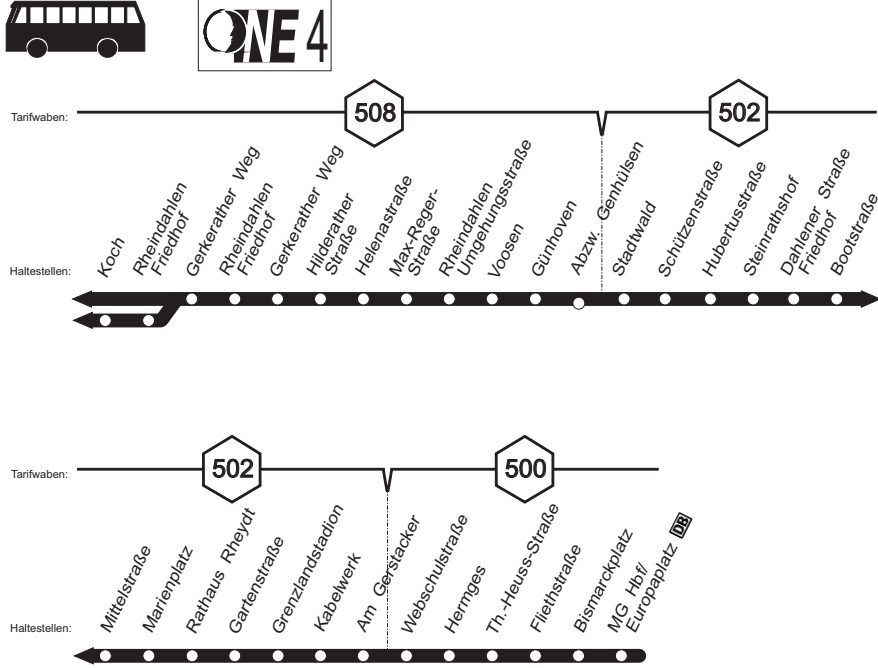 ONE 4
Tarifwaben:
508
502
Haltestellen:
Koch
Rheindahlen
Friedhof
Gerkerather Weg
Rheindahlen
Friedhof
Gerkerather Weg
Hilderather
Straße
Helenastraße
Max-Reger-
Straße
Rheindahlen
Umgehungsstraße
Voosen
Günhoven
Abzw. Genhülsen
Stadtwald
Schützenstraße
Hubertusstraße
Steinrathshof
Dahlener Straße
Friedhof
Bootstraße
Tarifwaben:
502
500
Haltestellen:
Mittelstraße
Marienplatz
Rathaus Rheydt
Gartenstraße
Grenzlandstadion
Kabelwerk
Am Gerstacker
Webschulstraße
Hermges
Th.-Heuss-Straße
Fliethstraße
Bismarckplatz
MG Hbf/
Europaplatz DB